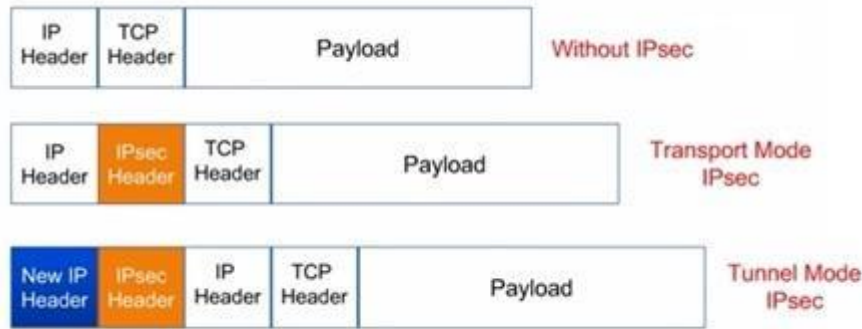 IP
Header
TCP
Header
Payload
Without IPsec
IP
Header
IPsec
Header
TCP
Header
Payload
Transport Mode
IPsec
New IP
Header
IPsec
Header
IP
Header
TCP
Header
Payload
Tunnel Mode
IPsec